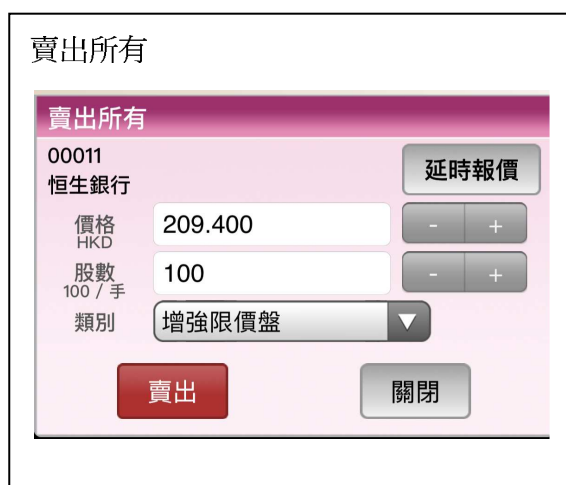 賣出所有
賣出所有
00011
恒生銀行
延時報價
價格
HKD
209.400
- +
股數
100 / 手
100
- +
類別
增強限價盤
賣出
關閉